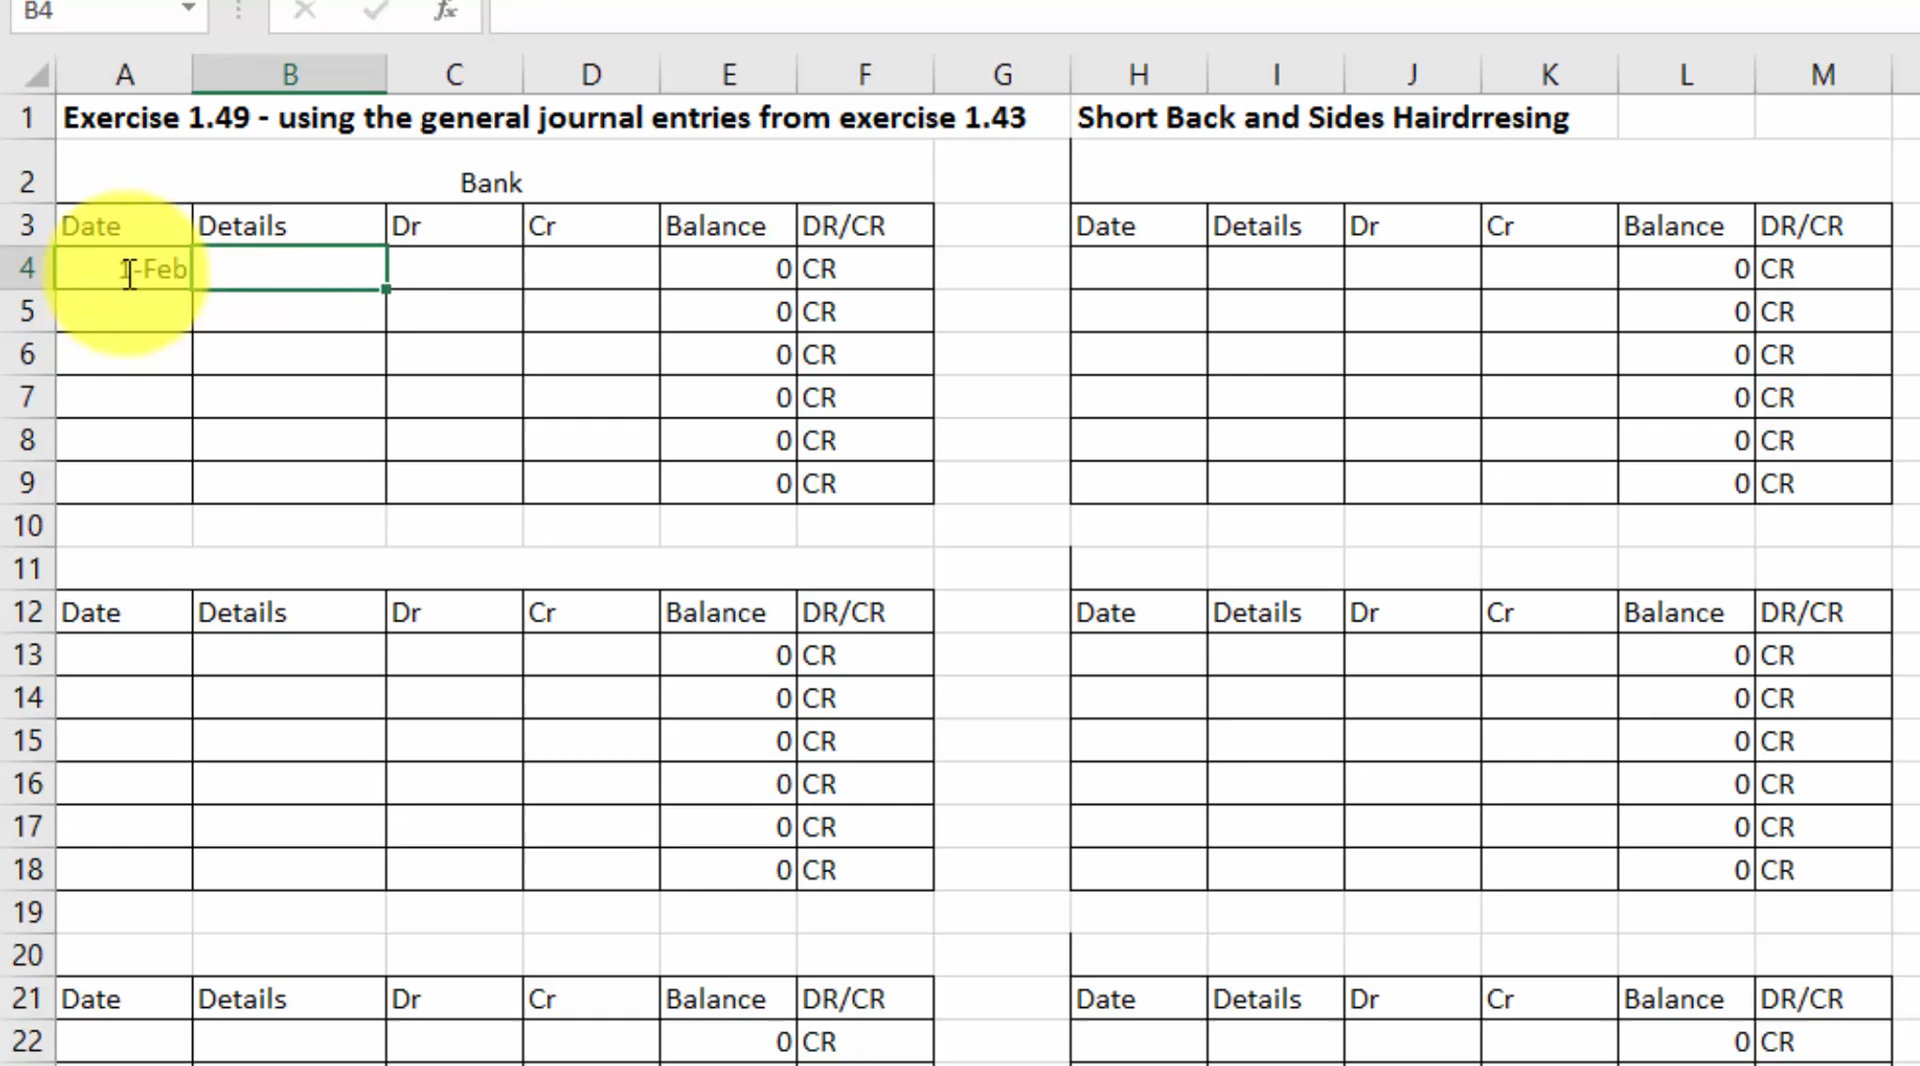 B4 fx
A B C D E F G H I J K L M
1 Exercise 1.49 - using the general journal entries from exercise 1.43 Short Back and Sides Hairdrresing
2 Bank
3 Date Details Dr Cr Balance DR/CR Date Details Dr Cr Balance DR/CR
4 1-Feb 0 CR 0 CR
5 0 CR 0 CR
6 0 CR 0 CR
7 0 CR 0 CR
8 0 CR 0 CR
9 0 CR 0 CR
10
11
12 Date Details Dr Cr Balance DR/CR Date Details Dr Cr Balance DR/CR
13 0 CR 0 CR
14 0 CR 0 CR
15 0 CR 0 CR
16 0 CR 0 CR
17 0 CR 0 CR
18 0 CR 0 CR
19
20
21 Date Details Dr Cr Balance DR/CR Date Details Dr Cr Balance DR/CR
22 0 CR 0 CR